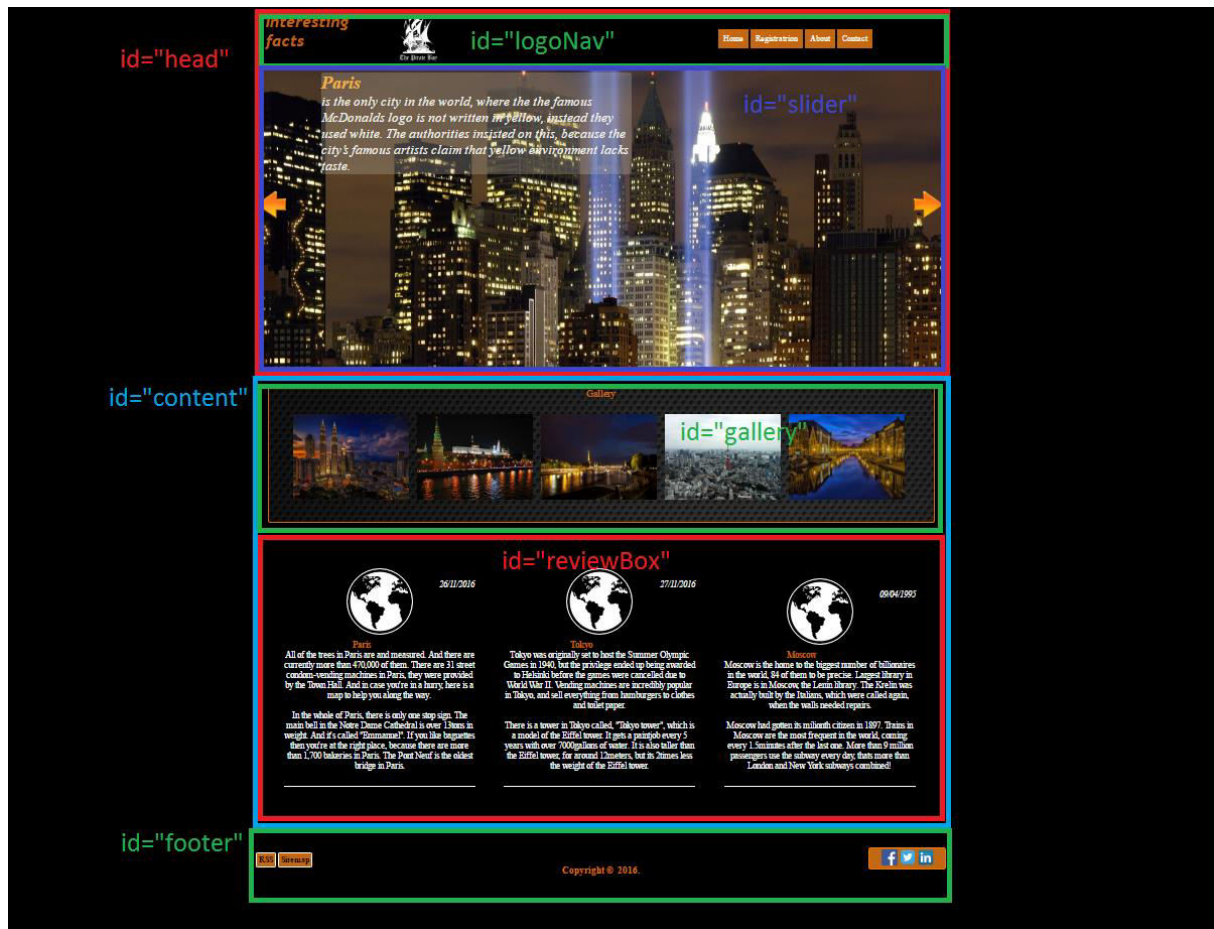 interesting
facts
The Pirate Bay
id="logoNav"
Home Registration About Contact
id="head"
Paris
is the only city in the world, where the the famous
McDonalds logo is not written in yellow, instead they
used white. The authorities insisted on this, because the
city's famous artists claim that yellow environment lacks
taste.
id="slider"
id="content"
Gallery
id="gallery"
id="reviewBox"
26/11/2016
Paris
All of the trees in Paris are and measured. And there are
currently more than 470,000 of them. There are 31 street
condom-vending machines in Paris, they were provided
by the Town Hall. And in case you're in a hurry, here is a
map to help you along the way.
In the whole of Paris, there is only one stop sign. The
main bell in the Notre Dame Cathedral is over 13tons in
weight. And it's called "Emmanuel". If you like baguettes
then you're at the right place, because there are more
than 1,700 bakeries in Paris. The Pont Neuf is the oldest
bridge in Paris.
27/11/2016
Tokyo
Tokyo was originally set to host the Summer Olympic
Games in 1940, but the privilege ended up being awarded
to Helsinki before the games were cancelled due to
World War II. Vending machines are incredibly popular
in Tokyo, and sell everything from hamburgers to clothes
and toilet paper.
There is a tower in Tokyo called, "Tokyo tower", which is
a model of the Eiffel tower. It gets a paintjob every 5
years with over 7000gallons of water. It is also taller than
the Eiffel tower, for around 12meters, but its 2times less
the weight of the Eiffel tower.
09/04/1995
Moscow
Moscow is the home to the biggest number of billionaires
in the world, 84 of them to be precise. Largest library in
Europe is in Moscow, the Lenin library. The Krelin was
actually built by the Italians, which were called again,
when the walls needed repairs.
Moscow had gotten its milionth citizen in 1897. Trains in
Moscow are the most frequent in the world, coming
every 1.5minutes after the last one. More than 9 million
passengers use the subway every day, thats more than
London and New York subways combined!
id="footer"
RSS Sitemap
Copyright © 2016.